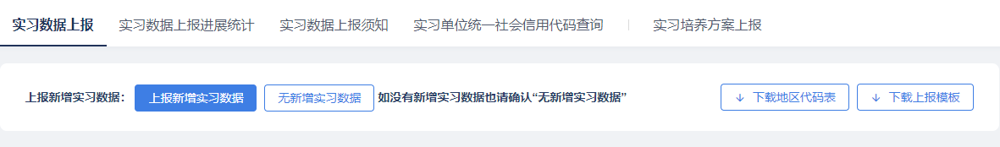 实习数据上报 实习数据上报进展统计 实习数据上报须知 实习单位统一社会信用代码查询 实习培养方案上报
上报新增实习数据： 上报新增实习数据 无新增实习数据 如没有新增实习数据也请确认“无新增实习数据” 下载地区代码表 下载上报模板